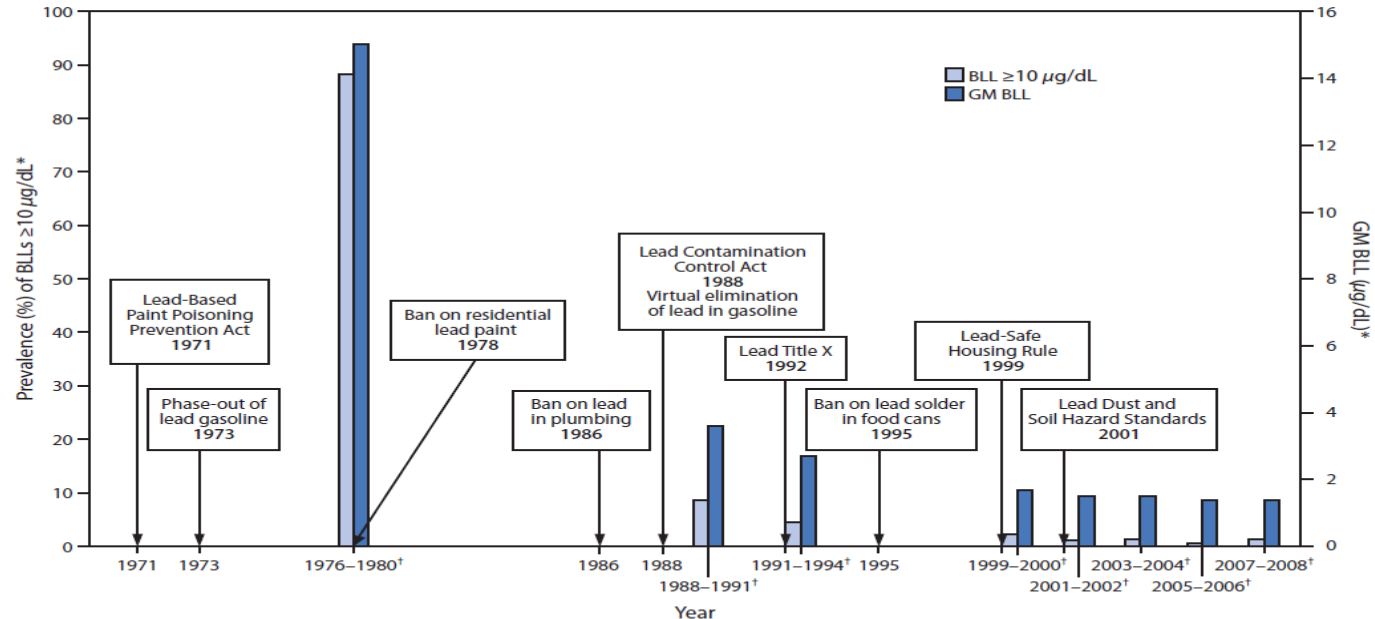 100
90
80
70
60
50
40
30
20
10
0
Prevalence (%) of BLLs ≥10 µg/dL*
16
14
12
10
8
6
4
2
0
GM BLL (µg/dL)*
BLL ≥10 µg/dL
GM BLL
Lead-Based
Paint Poisoning
Prevention Act
1971
Phase-out of
lead gasoline
1973
Ban on residential
lead paint
1978
Ban on lead
in plumbing
1986
Lead Contamination
Control Act
1988
Virtual elimination
of lead in gasoline
Lead Title X
1992
Ban on lead solder
in food cans
1995
Lead-Safe
Housing Rule
1999
Lead Dust and
Soil Hazard Standards
2001
1971
1973
1976–1980†
1986
1988
1988–1991†
1991–1994†
1995
1999–2000†
2001–2002†
2003–2004†
2005–2006†
2007–2008†
Year